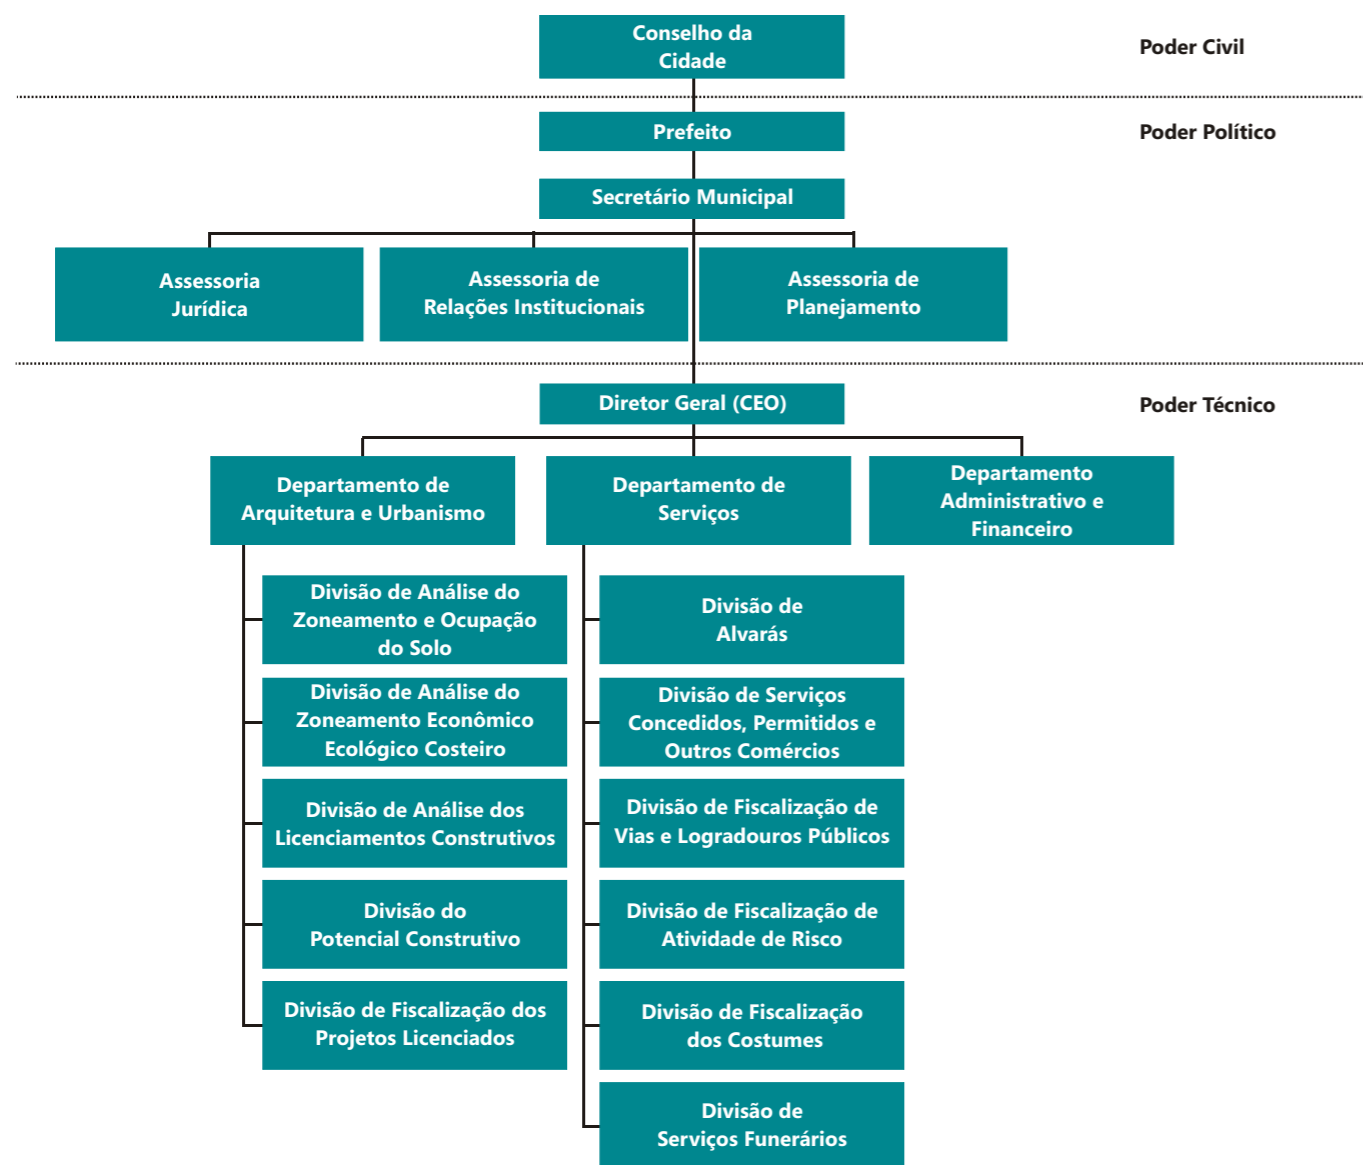 Conselho da
Cidade
Poder Civil
Prefeito
Poder Político
Secretário Municipal
Assessoria
Jurídica
Assessoria de
Relações Institucionais
Assessoria de
Planejamento
Diretor Geral (CEO)
Poder Técnico
Departamento de
Arquitetura e Urbanismo
Departamento de
Serviços
Departamento
Administrativo e
Financeiro
Divisão de Análise do
Zoneamento e Ocupação
do Solo
Divisão de Análise do
Zoneamento Econômico
Ecológico Costeiro
Divisão de Análise dos
Licenciamentos Construtivos
Divisão do
Potencial Construtivo
Divisão de Fiscalização dos
Projetos Licenciados
Divisão de
Alvarás
Divisão de Serviços
Concedidos, Permitidos e
Outros Comércios
Divisão de Fiscalização de
Vias e Logradouros Públicos
Divisão de Fiscalização de
Atividade de Risco
Divisão de Fiscalização
dos Costumes
Divisão de
Serviços Funerários